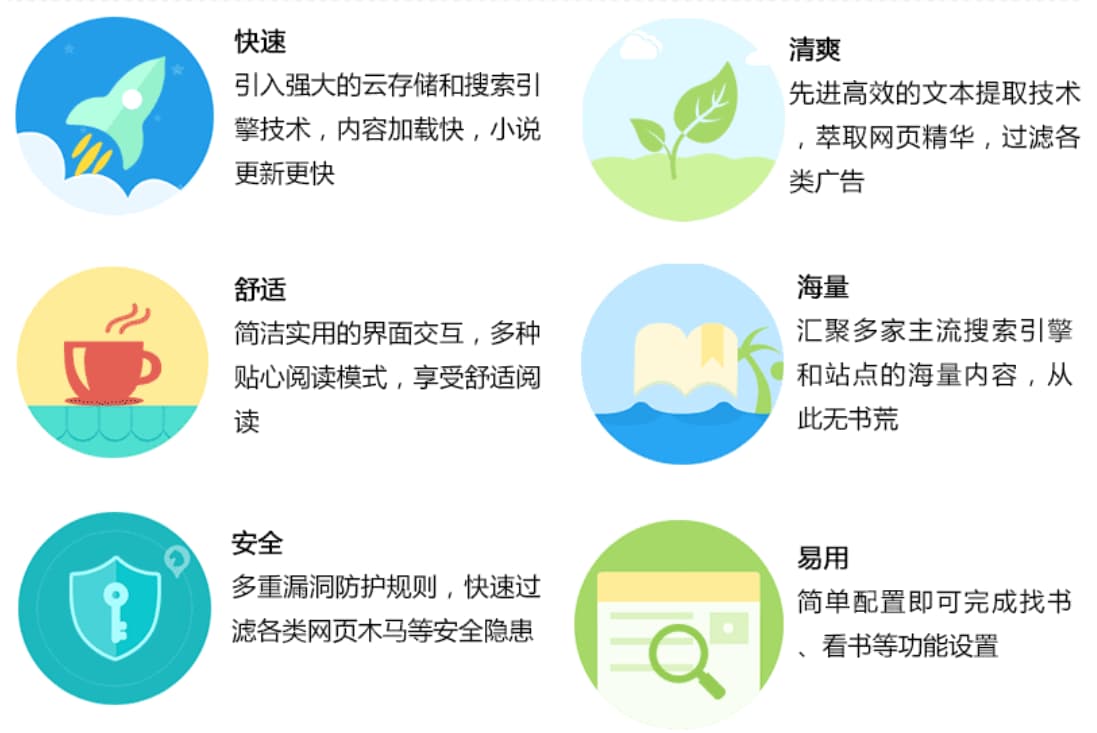 快速
引入强大的云存储和搜索引
擎技术，内容加载快，小说
更新更快
清爽
先进高效的文本提取技术
，萃取网页精华，过滤各
类广告
舒适
简洁实用的界面交互，多种
贴心阅读模式，享受舒适阅
读
海量
汇聚多家主流搜索引擎
和站点的海量内容，从
此无书荒
安全
多重漏洞防护规则，快速过
滤各类网页木马等安全隐患
易用
简单配置即可完成找书
、看书等功能设置